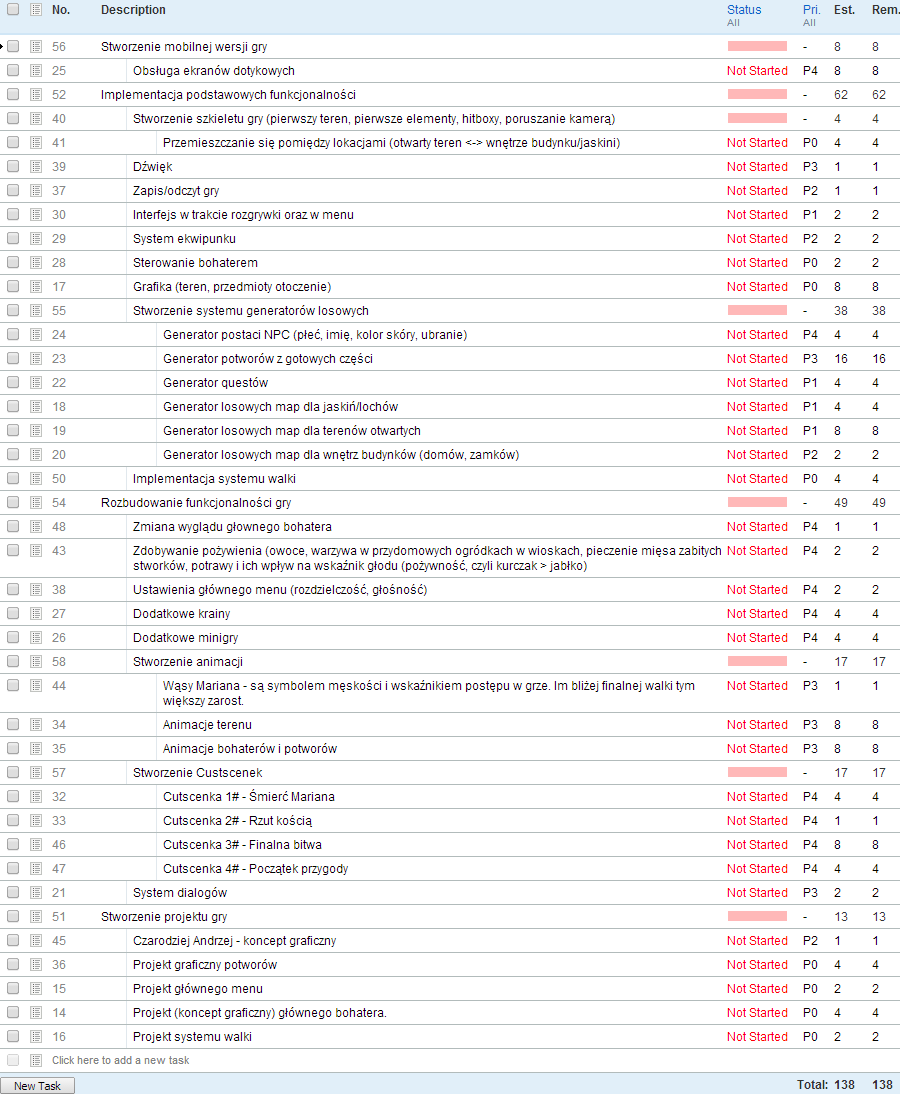 No. Description Status Pri. Est. Rem.
All All
56 Stworzenie mobilnej wersji gry - 8 8
25 Obsługa ekranów dotykowych Not Started P4 8 8
52 Implementacja podstawowych funkcjonalności - 62 62
40 Stworzenie szkieletu gry (pierwszy teren, pierwsze elementy, hitboxy, poruszanie kamerą) - 4 4
41 Przemieszczanie się pomiędzy lokacjami (otwarty teren <-> wnętrze budynku/jaskini) Not Started P0 4 4
39 Dźwięk Not Started P3 1 1
37 Zapis/odczyt gry Not Started P2 1 1
30 Interfejs w trakcie rozgrywki oraz w menu Not Started P1 2 2
29 System ekwipunku Not Started P2 2 2
28 Sterowanie bohaterem Not Started P0 2 2
17 Grafika (teren, przedmioty otoczenie) Not Started P0 8 8
55 Stworzenie systemu generatorów losowych - 38 38
24 Generator postaci NPC (płeć, imię, kolor skóry, ubranie) Not Started P4 4 4
23 Generator potworów z gotowych części Not Started P3 16 16
22 Generator questów Not Started P1 4 4
18 Generator losowych map dla jaskiń/lochów Not Started P1 4 4
19 Generator losowych map dla terenów otwartych Not Started P1 8 8
20 Generator losowych map dla wnętrz budynków (domów, zamków) Not Started P2 2 2
50 Implementacja systemu walki Not Started P0 4 4
54 Rozbudowanie funkcjonalności gry - 49 49
48 Zmiana wyglądu głownego bohatera Not Started P4 1 1
43 Zdobywanie pożywienia (owoce, warzywa w przydomowych ogródkach w wioskach, pieczenie mięsa zabitych Not Started P4 2 2
stworków, potrawy i ich wpływ na wskaźnik głodu (pożywność, czyli kurczak > jabłko)
38 Ustawienia głównego menu (rozdzielczość, głośność) Not Started P4 2 2
27 Dodatkowe krainy Not Started P4 4 4
26 Dodatkowe minigry Not Started P4 4 4
58 Stworzenie animacji - 17 17
44 Wąsy Mariana - są symbolem męskości i wskaźnikiem postępu w grze. Im bliżej finalnej walki tym Not Started P3 1 1
większy zarost.
34 Animacje terenu Not Started P3 8 8
35 Animacje bohaterów i potworów Not Started P3 8 8
57 Stworzenie Custscenek - 17 17
32 Cutscenka 1# - Śmierć Mariana Not Started P4 4 4
33 Cutscenka 2# - Rzut kością Not Started P4 1 1
46 Cutscenka 3# - Finalna bitwa Not Started P4 8 8
47 Cutscenka 4# - Początek przygody Not Started P4 4 4
21 System dialogów Not Started P3 2 2
51 Stworzenie projektu gry - 13 13
45 Czarodziej Andrzej - koncept graficzny Not Started P2 1 1
36 Projekt graficzny potworów Not Started P0 4 4
15 Projekt głównego menu Not Started P0 2 2
14 Projekt (koncept graficzny) głównego bohatera. Not Started P0 4 4
16 Projekt systemu walki Not Started P0 2 2
Click here to add a new task
New Task Total: 138 138